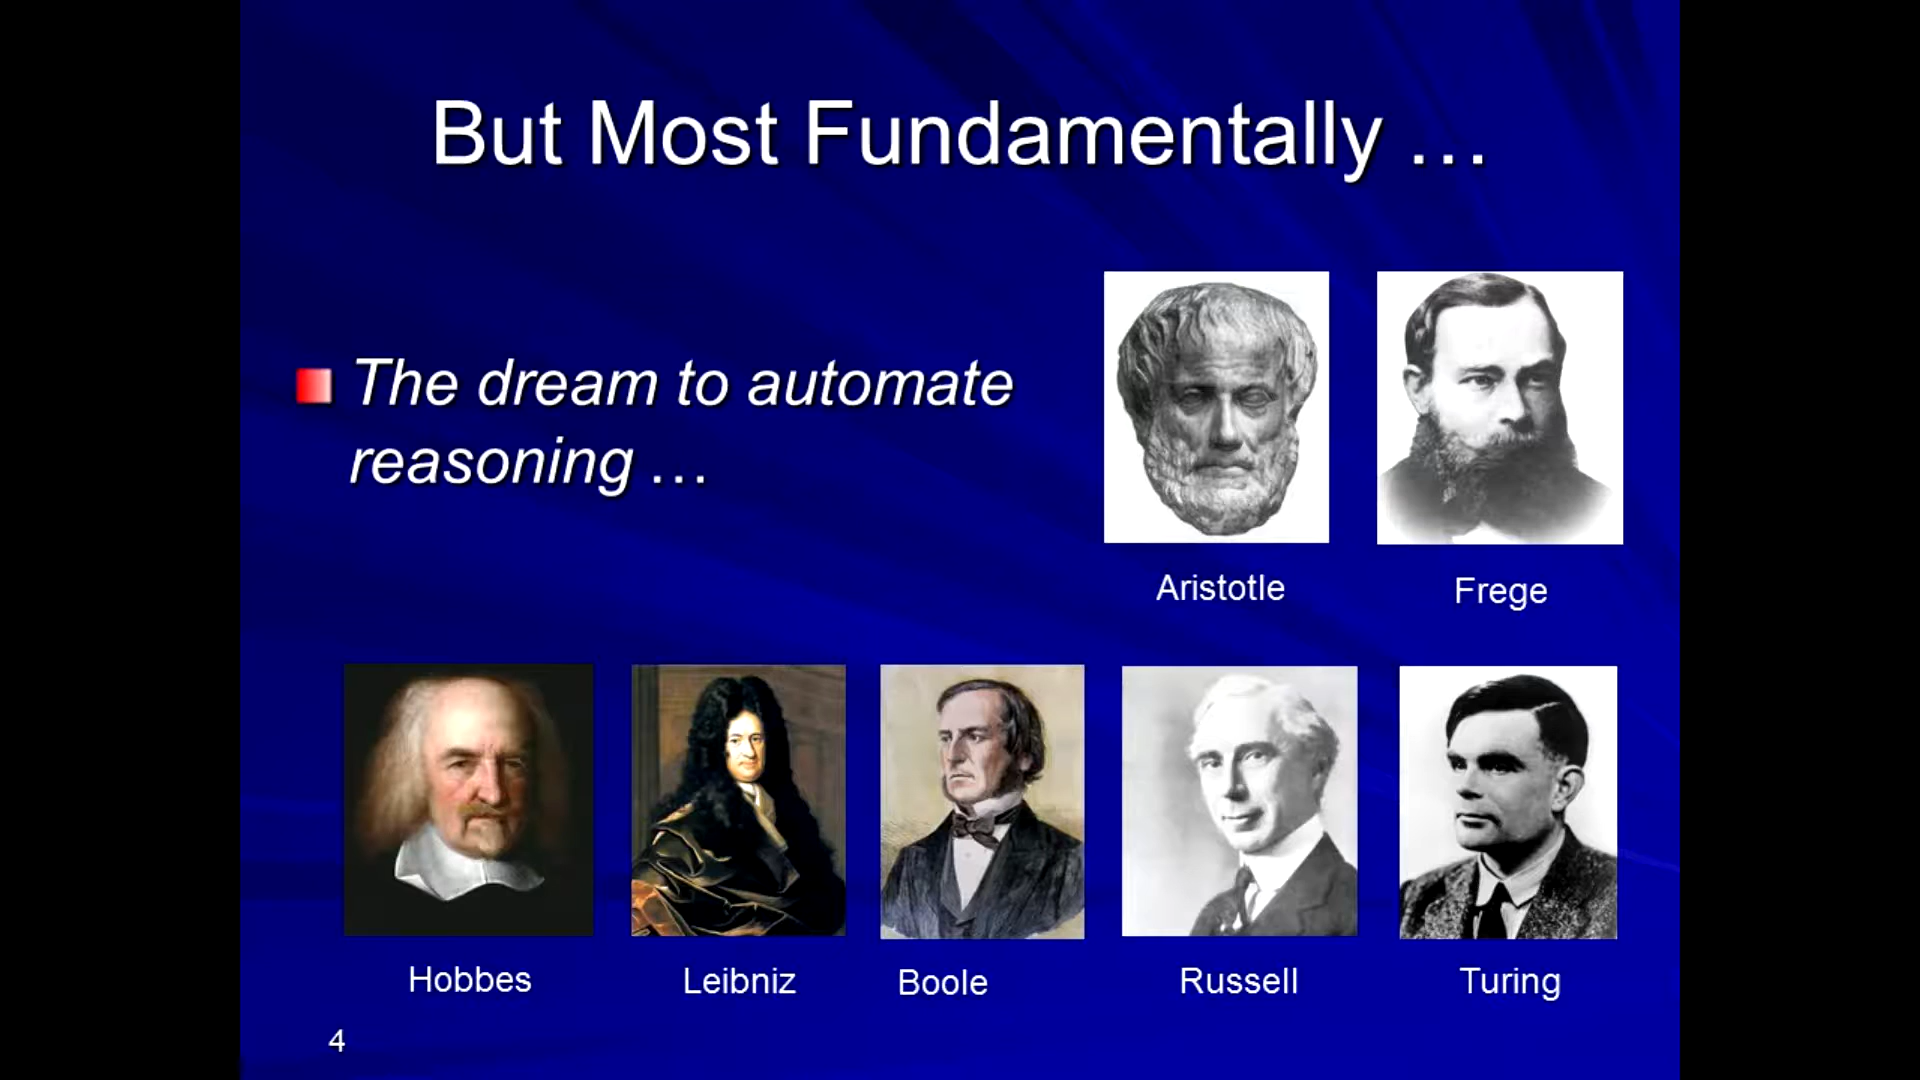 But Most Fundamentally …
The dream to automate
reasoning …
Aristotle
Frege
Hobbes
Leibniz
Boole
Russell
Turing
4